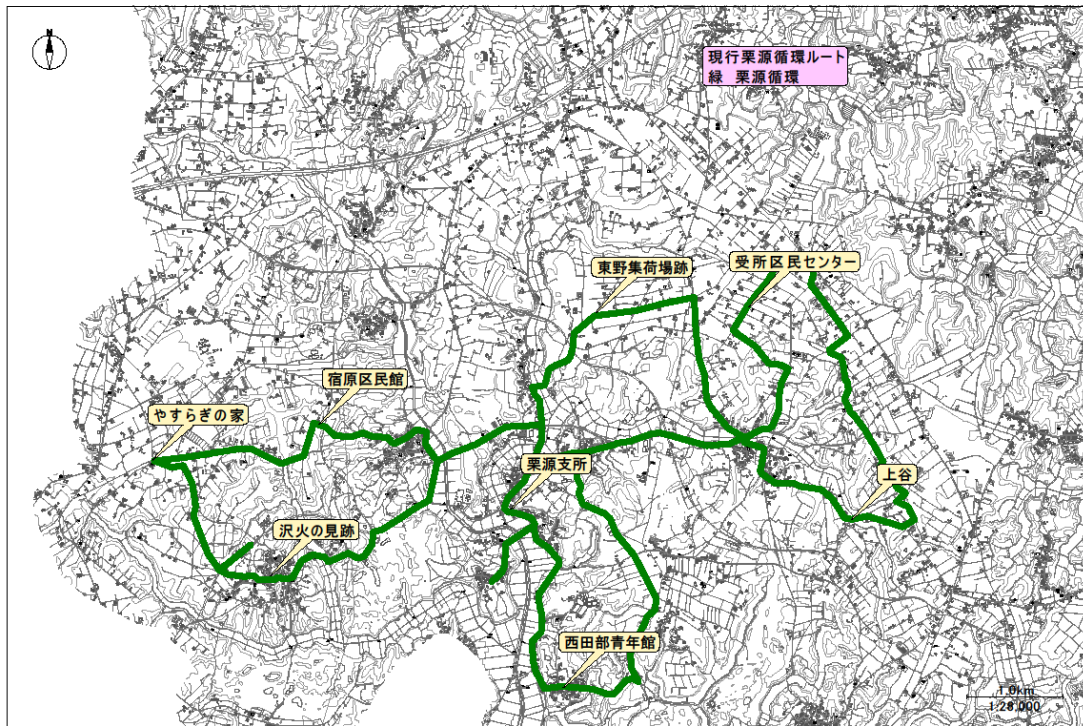 N
現行栗源循環ルート
緑 栗源循環
東野集荷場跡
受所区民センター
宿原区民館
やすらぎの家
栗源支所
上谷
沢火の見跡
西田部青年館
1.0km
1:28,000